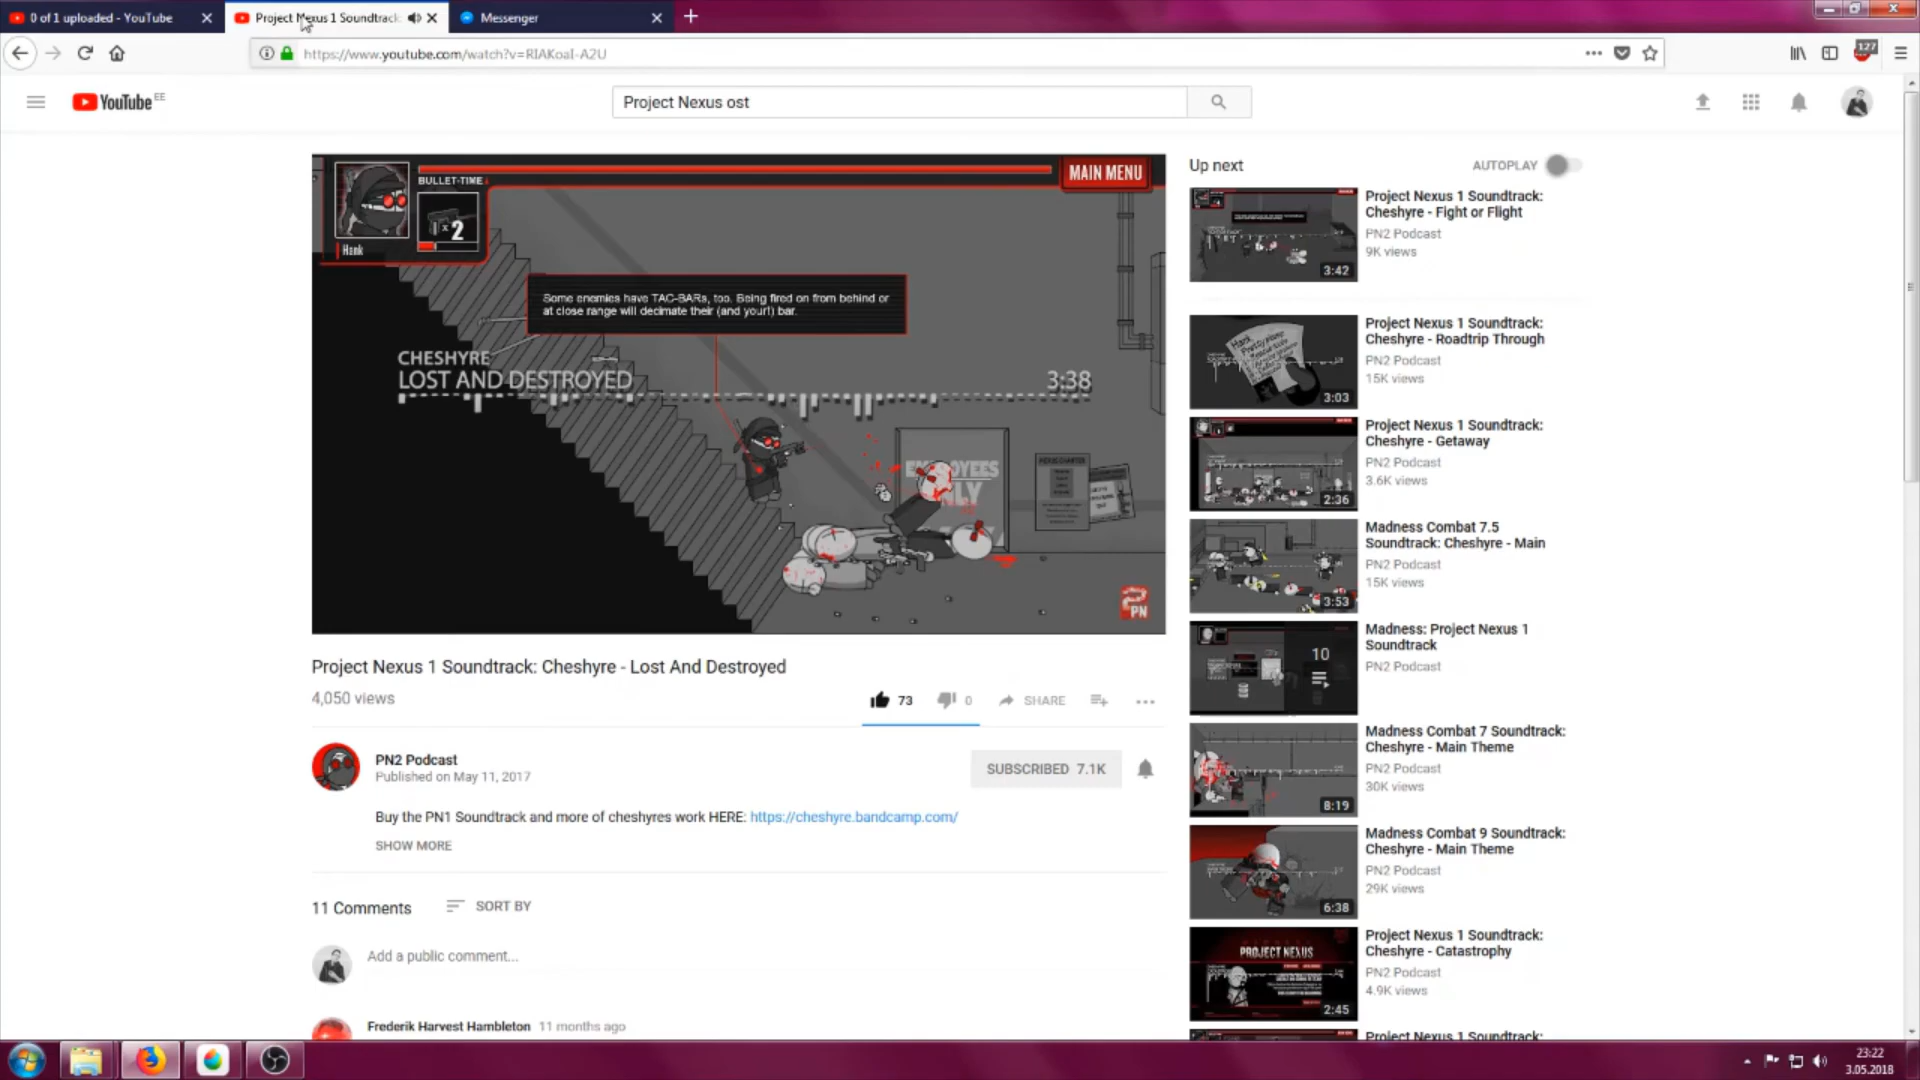 0 of 1 uploaded - YouTube
Project Nexus 1 Soundtrack:
Messenger
https://www.youtube.com/watch?v=RIAKoaI-A2U
127
YouTube EE
Project Nexus ost
BULLET-TIME
MAIN MENU
x 2
Hank
Some enemies have TAC-BARs, too. Being fired on from behind or
at close range will decimate their (and your!) bar.
CHESHYRE
LOST AND DESTROYED
3:38
EMPLOYEES
ONLY
PN
Project Nexus 1 Soundtrack: Cheshyre - Lost And Destroyed
4,050 views
73
0
SHARE
PN2 Podcast
Published on May 11, 2017
SUBSCRIBED 7.1K
Buy the PN1 Soundtrack and more of cheshyres work HERE: https://cheshyre.bandcamp.com/
SHOW MORE
11 Comments
SORT BY
Add a public comment...
Frederik Harvest Hambleton 11 months ago
Up next
AUTOPLAY
Project Nexus 1 Soundtrack:
Cheshyre - Fight or Flight
PN2 Podcast
9K views
3:42
Project Nexus 1 Soundtrack:
Cheshyre - Roadtrip Through
PN2 Podcast
15K views
3:03
Project Nexus 1 Soundtrack:
Cheshyre - Getaway
PN2 Podcast
3.6K views
2:36
Madness Combat 7.5
Soundtrack: Cheshyre - Main
PN2 Podcast
15K views
3:53
Madness: Project Nexus 1
Soundtrack
PN2 Podcast
10
Madness Combat 7 Soundtrack:
Cheshyre - Main Theme
PN2 Podcast
30K views
8:19
Madness Combat 9 Soundtrack:
Cheshyre - Main Theme
PN2 Podcast
29K views
6:38
Project Nexus 1 Soundtrack:
Cheshyre - Catastrophy
PN2 Podcast
4.9K views
PROJECT NEXUS
2:45
Project Nexus 1 Soundtrack:
23:22
3.05.2018